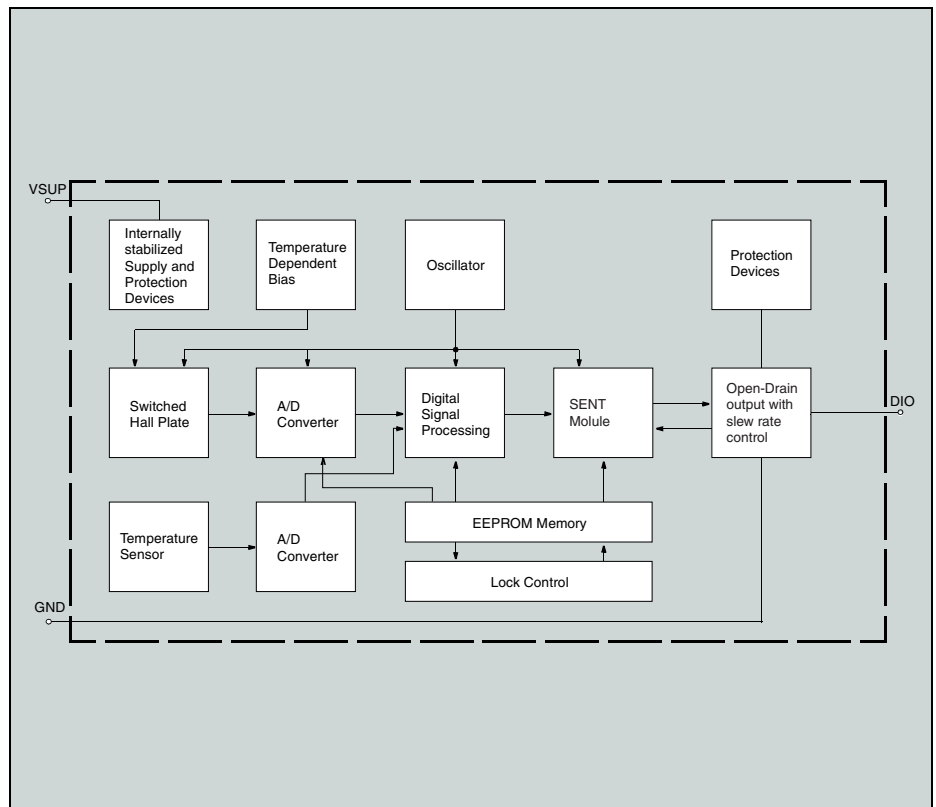 VSUP
Internally
stabilized
Supply and
Protection
Devices
Temperature
Dependent
Bias
Oscillator
Protection
Devices
Switched
Hall Plate
A/D
Converter
Digital
Signal
Processing
SENT
Molule
Open-Drain
output with
slew rate
control
DIO
Temperature
Sensor
A/D
Converter
EEPROM Memory
Lock Control
GND